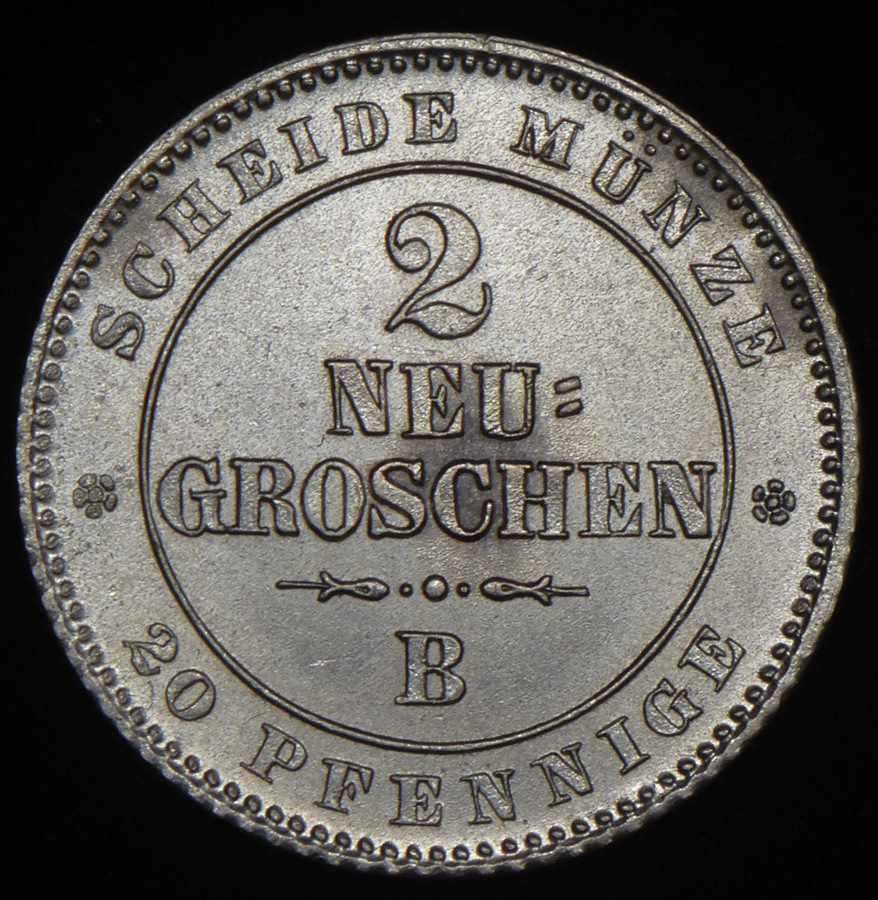 SCHEIDE MÜNZE
2
NEU=
GROSCHEN
B
20 PFENNIGE